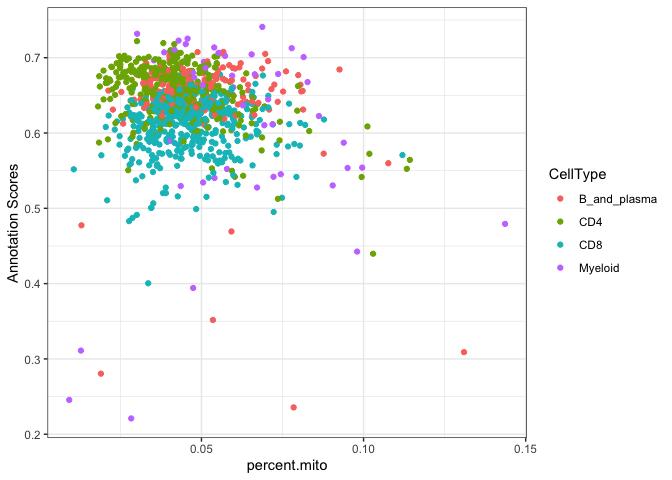 0.7
0.6
0.5
0.4
0.3
0.2
Annotation Scores
0.05
0.10
0.15
percent.mito
CellType
B_and_plasma
CD4
CD8
Myeloid